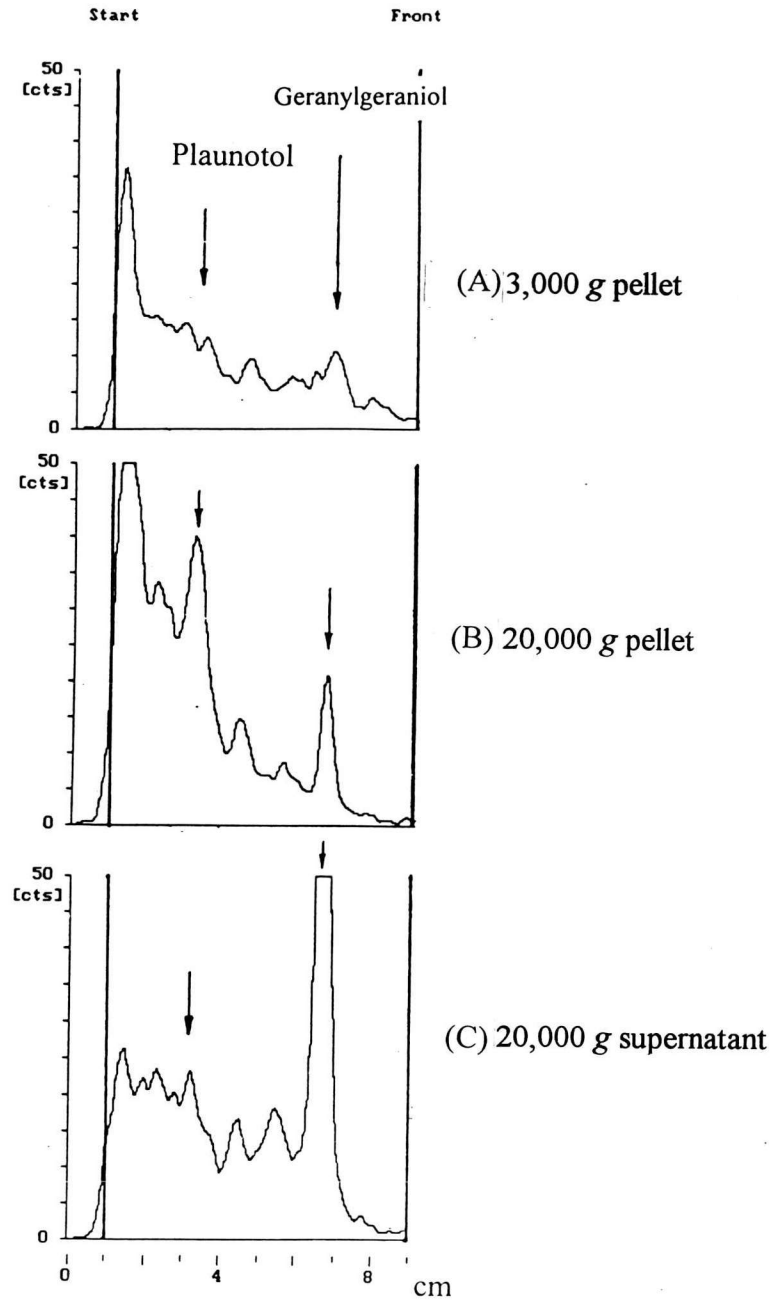 Start Front
50
[cts]
Geranylgeraniol
Plaunotol
(A) 3,000 g pellet
0
50
[cts]
(B) 20,000 g pellet
0
50
[cts]
(C) 20,000 g supernatant
0
0 4 8 cm